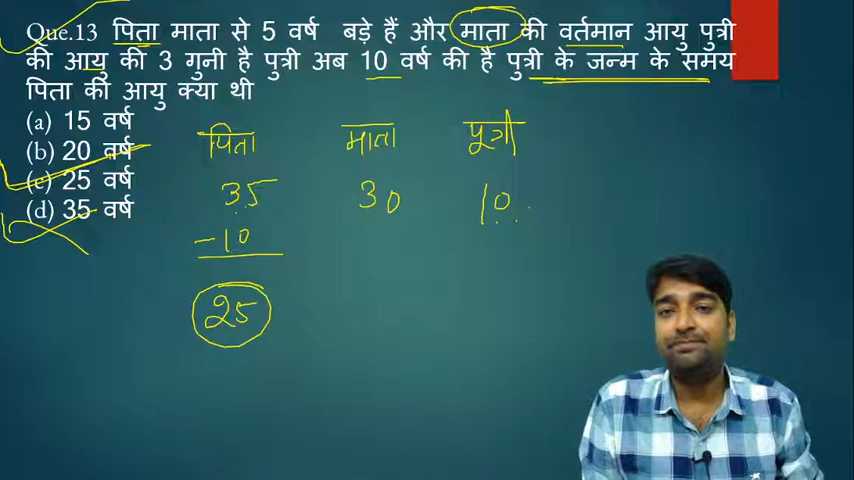 Que.13 पिता माता से 5 वर्ष बड़े हैं और माता की वर्तमान आयु पुत्री
की आयु की 3 गुनी है पुत्री अब 10 वर्ष की है पुत्री के जन्म के समय
पिता की आयु क्या थी
(a) 15 वर्ष
(b) 20 वर्ष
(c) 25 वर्ष
(d) 35 वर्ष
पिता माता पुत्री
35 30 10
-10
25